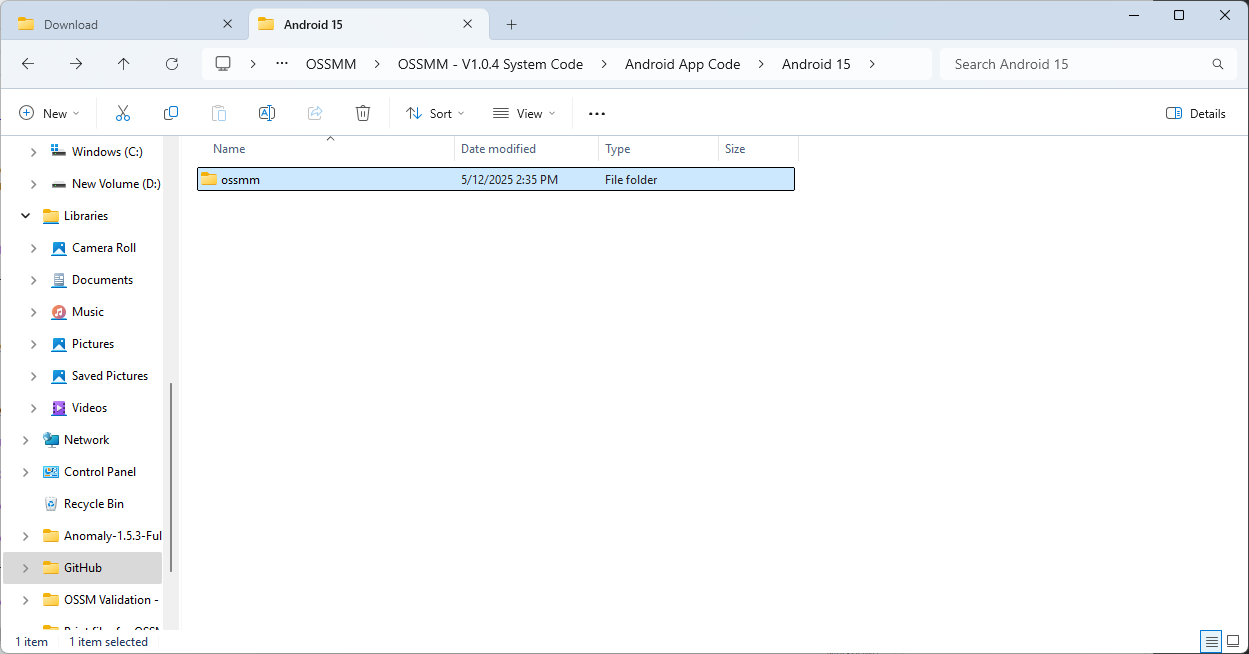 Download
Android 15
OSSMM
OSSMM - V1.0.4 System Code
Android App Code
Android 15
Search Android 15
New
Sort
View
Details
Name
Date modified
Type
Size
ossmm
5/12/2025 2:35 PM
File folder
Windows (C:)
New Volume (D:)
Libraries
Camera Roll
Documents
Music
Pictures
Saved Pictures
Videos
Network
Control Panel
Recycle Bin
Anomaly-1.5.3-Ful
GitHub
OSSM Validation -
1 item
1 item selected